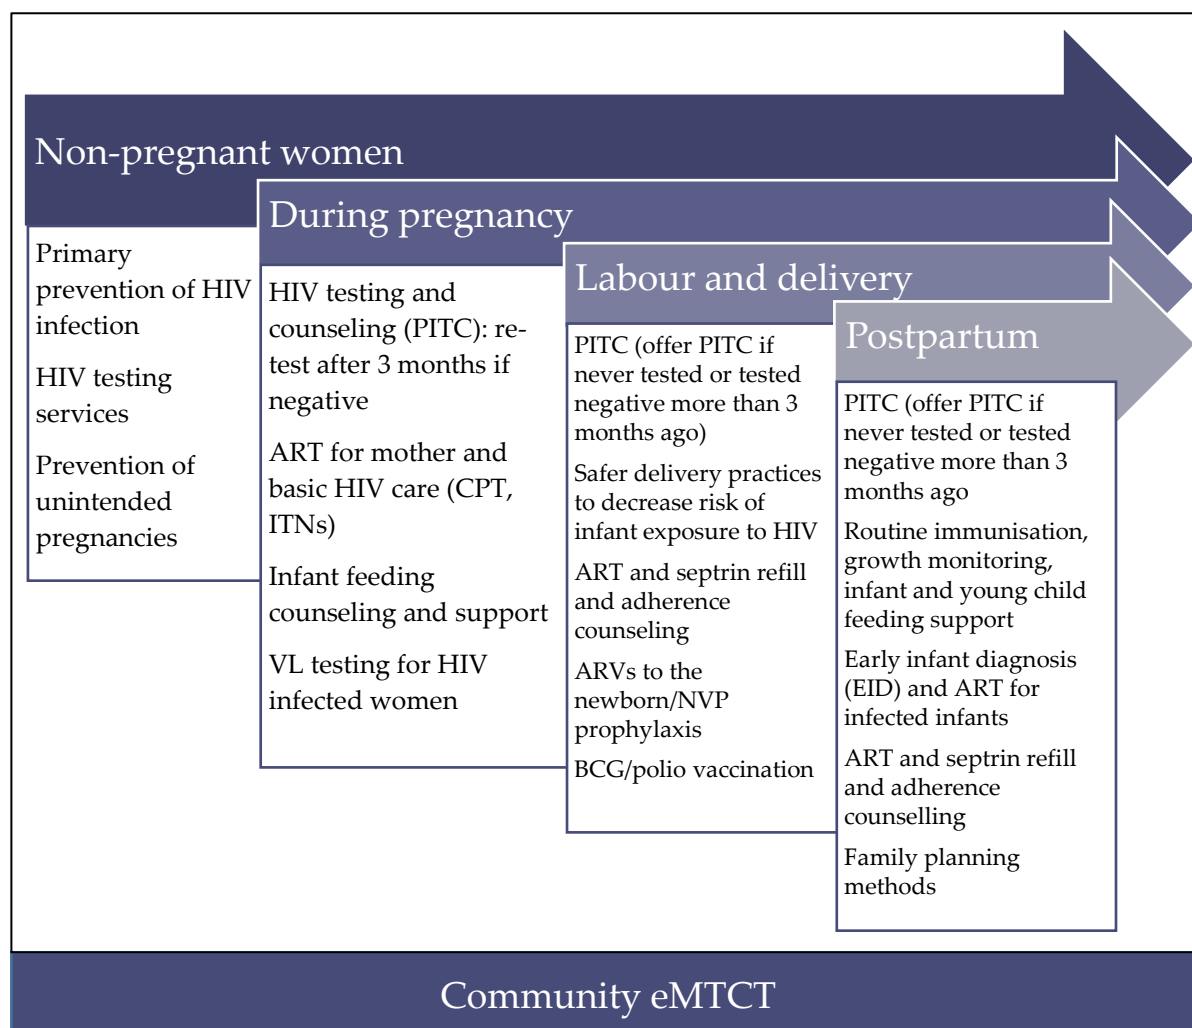 Non-pregnant women
Primary
prevention of HIV
infection
HIV testing
services
Prevention of
unintended
pregnancies
During pregnancy
HIV testing and
counseling (PITC): re-
test after 3 months if
negative
ART for mother and
basic HIV care (CPT,
ITNs)
Infant feeding
counseling and support
VL testing for HIV
infected women
Labour and delivery
PITC (offer PITC if
never tested or tested
negative more than 3
months ago)
Safer delivery practices
to decrease risk of
infant exposure to HIV
ART and septrin refill
and adherence
counseling
ARVs to the
newborn/NVP
prophylaxis
BCG/polio vaccination
Postpartum
PITC (offer PITC if
never tested or tested
negative more than 3
months ago
Routine immunisation,
growth monitoring,
infant and young child
feeding support
Early infant diagnosis
(EID) and ART for
infected infants
ART and septrin refill
and adherence
counselling
Family planning
methods
Community eMTCT